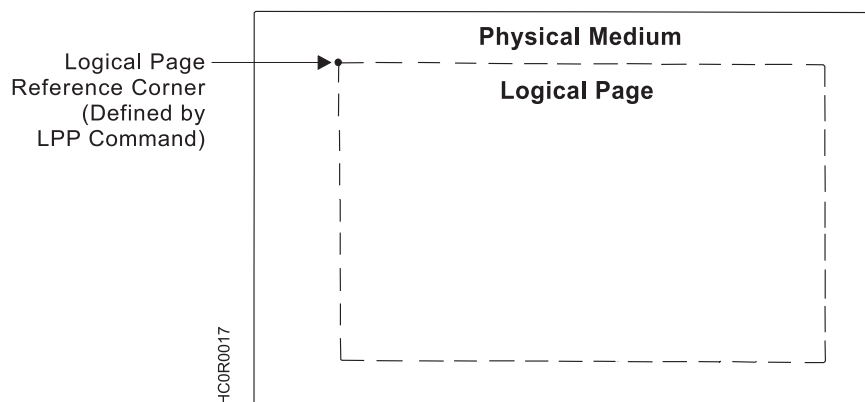 Physical Medium
Logical Page
Reference Corner
(Defined by
LPP Command)
Logical Page
HC0R0017